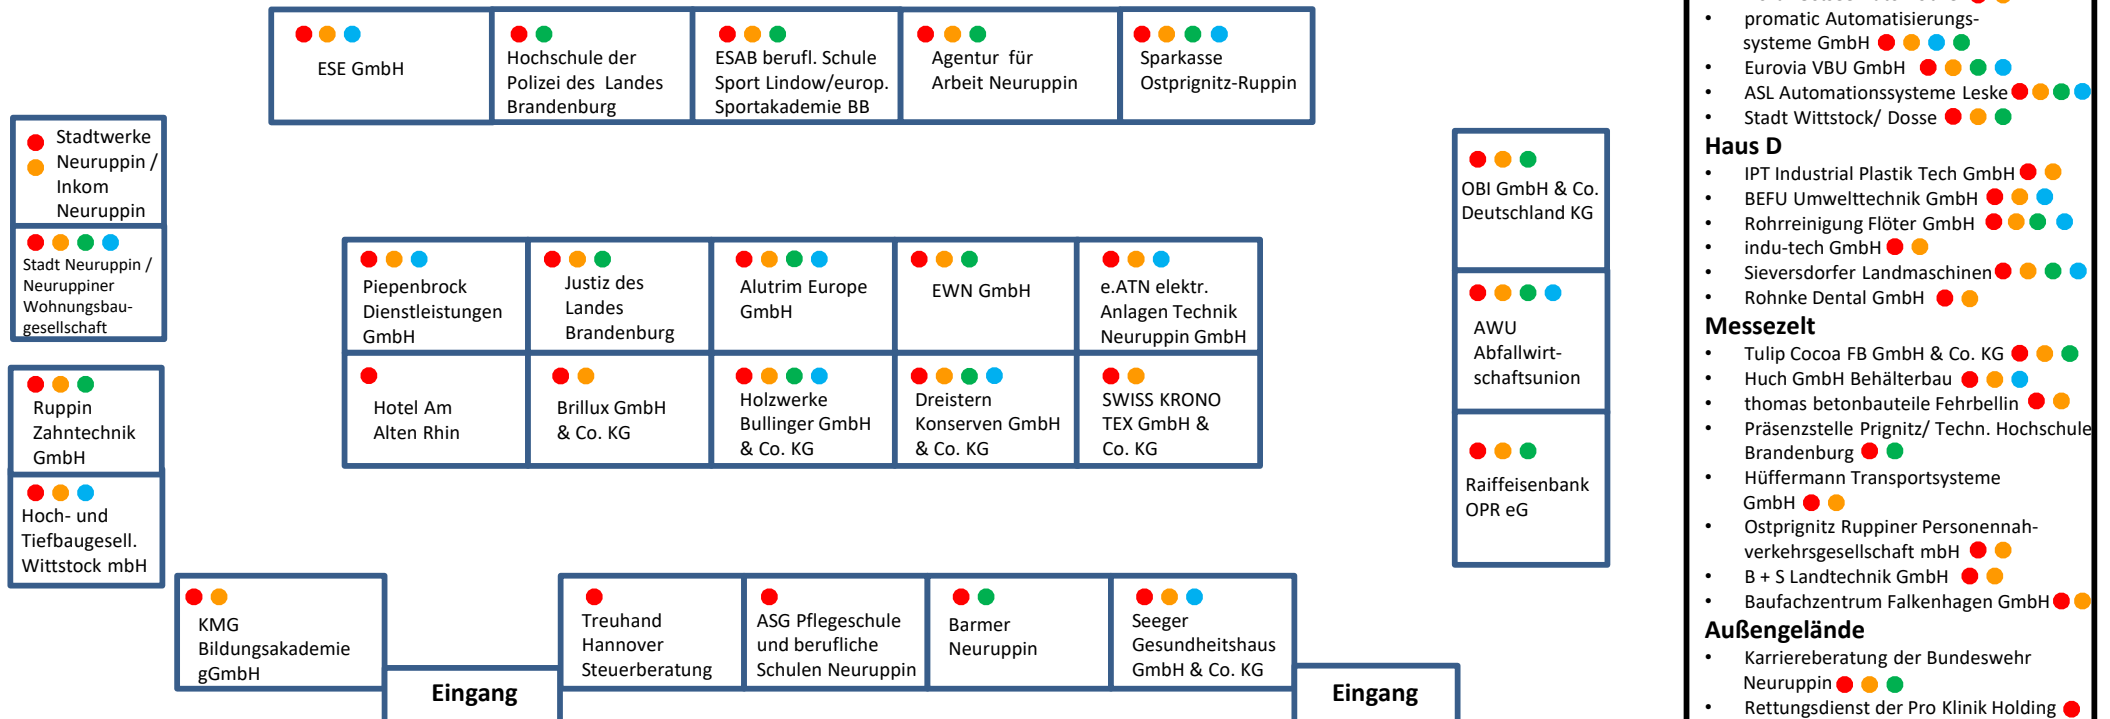 ESE GmbH
Hochschule der
Polizei des Landes
Brandenburg
ESAB berufl. Schule
Sport Lindow/europ.
Sportakademie BB
Agentur für
Arbeit Neuruppin
Sparkasse
Ostprignitz-Ruppin
Stadtwerke
Neuruppin /
Inkom
Neuruppin
Stadt Neuruppin /
Neuruppiner
Wohnungsbau-
gesellschaft
Ruppin
Zahntechnik
GmbH
Hoch- und
Tiefbaugesell.
Wittstock mbH
Piepenbrock
Dienstleistungen
GmbH
Justiz des
Landes
Brandenburg
Alutrim Europe
GmbH
EWN GmbH
e.ATN elektr.
Anlagen Technik
Neuruppin GmbH
Hotel Am
Alten Rhin
Brillux GmbH
& Co. KG
Holzwerke
Bullinger GmbH
& Co. KG
Dreistern
Konserven GmbH
& Co. KG
SWISS KRONO
TEX GmbH &
Co. KG
OBI GmbH & Co.
Deutschland KG
AWU
Abfallwirt-
schaftsunion
Raiffeisenbank
OPR eG
KMG
Bildungsakademie
gGmbH
Eingang
Treuhand
Hannover
Steuerberatung
ASG Pflegeschule
und berufliche
Schulen Neuruppin
Barmer
Neuruppin
Seeger
Gesundheitshaus
GmbH & Co. KG
Eingang
• promatic Automatisierungs-
systeme GmbH
• Eurovia VBU GmbH
• ASL Automationssysteme Leske
• Stadt Wittstock/ Dosse
Haus D
• IPT Industrial Plastik Tech GmbH
• BEFU Umwelttechnik GmbH
• Rohrreinigung Flöter GmbH
• indu-tech GmbH
• Sieversdorfer Landmaschinen
• Rohnke Dental GmbH
Messezelt
• Tulip Cocoa FB GmbH & Co. KG
• Huch GmbH Behälterbau
• thomas betonbauteile Fehrbellin
• Präsenzstelle Prignitz/ Techn. Hochschule
Brandenburg
• Hüffermann Transportsysteme
GmbH
• Ostprignitz Ruppiner Personennah-
verkehrsgesellschaft mbH
• B + S Landtechnik GmbH
• Baufachzentrum Falkenhagen GmbH
Außengelände
• Karriereberatung der Bundeswehr
Neuruppin
• Rettungsdienst der Pro Klinik Holding